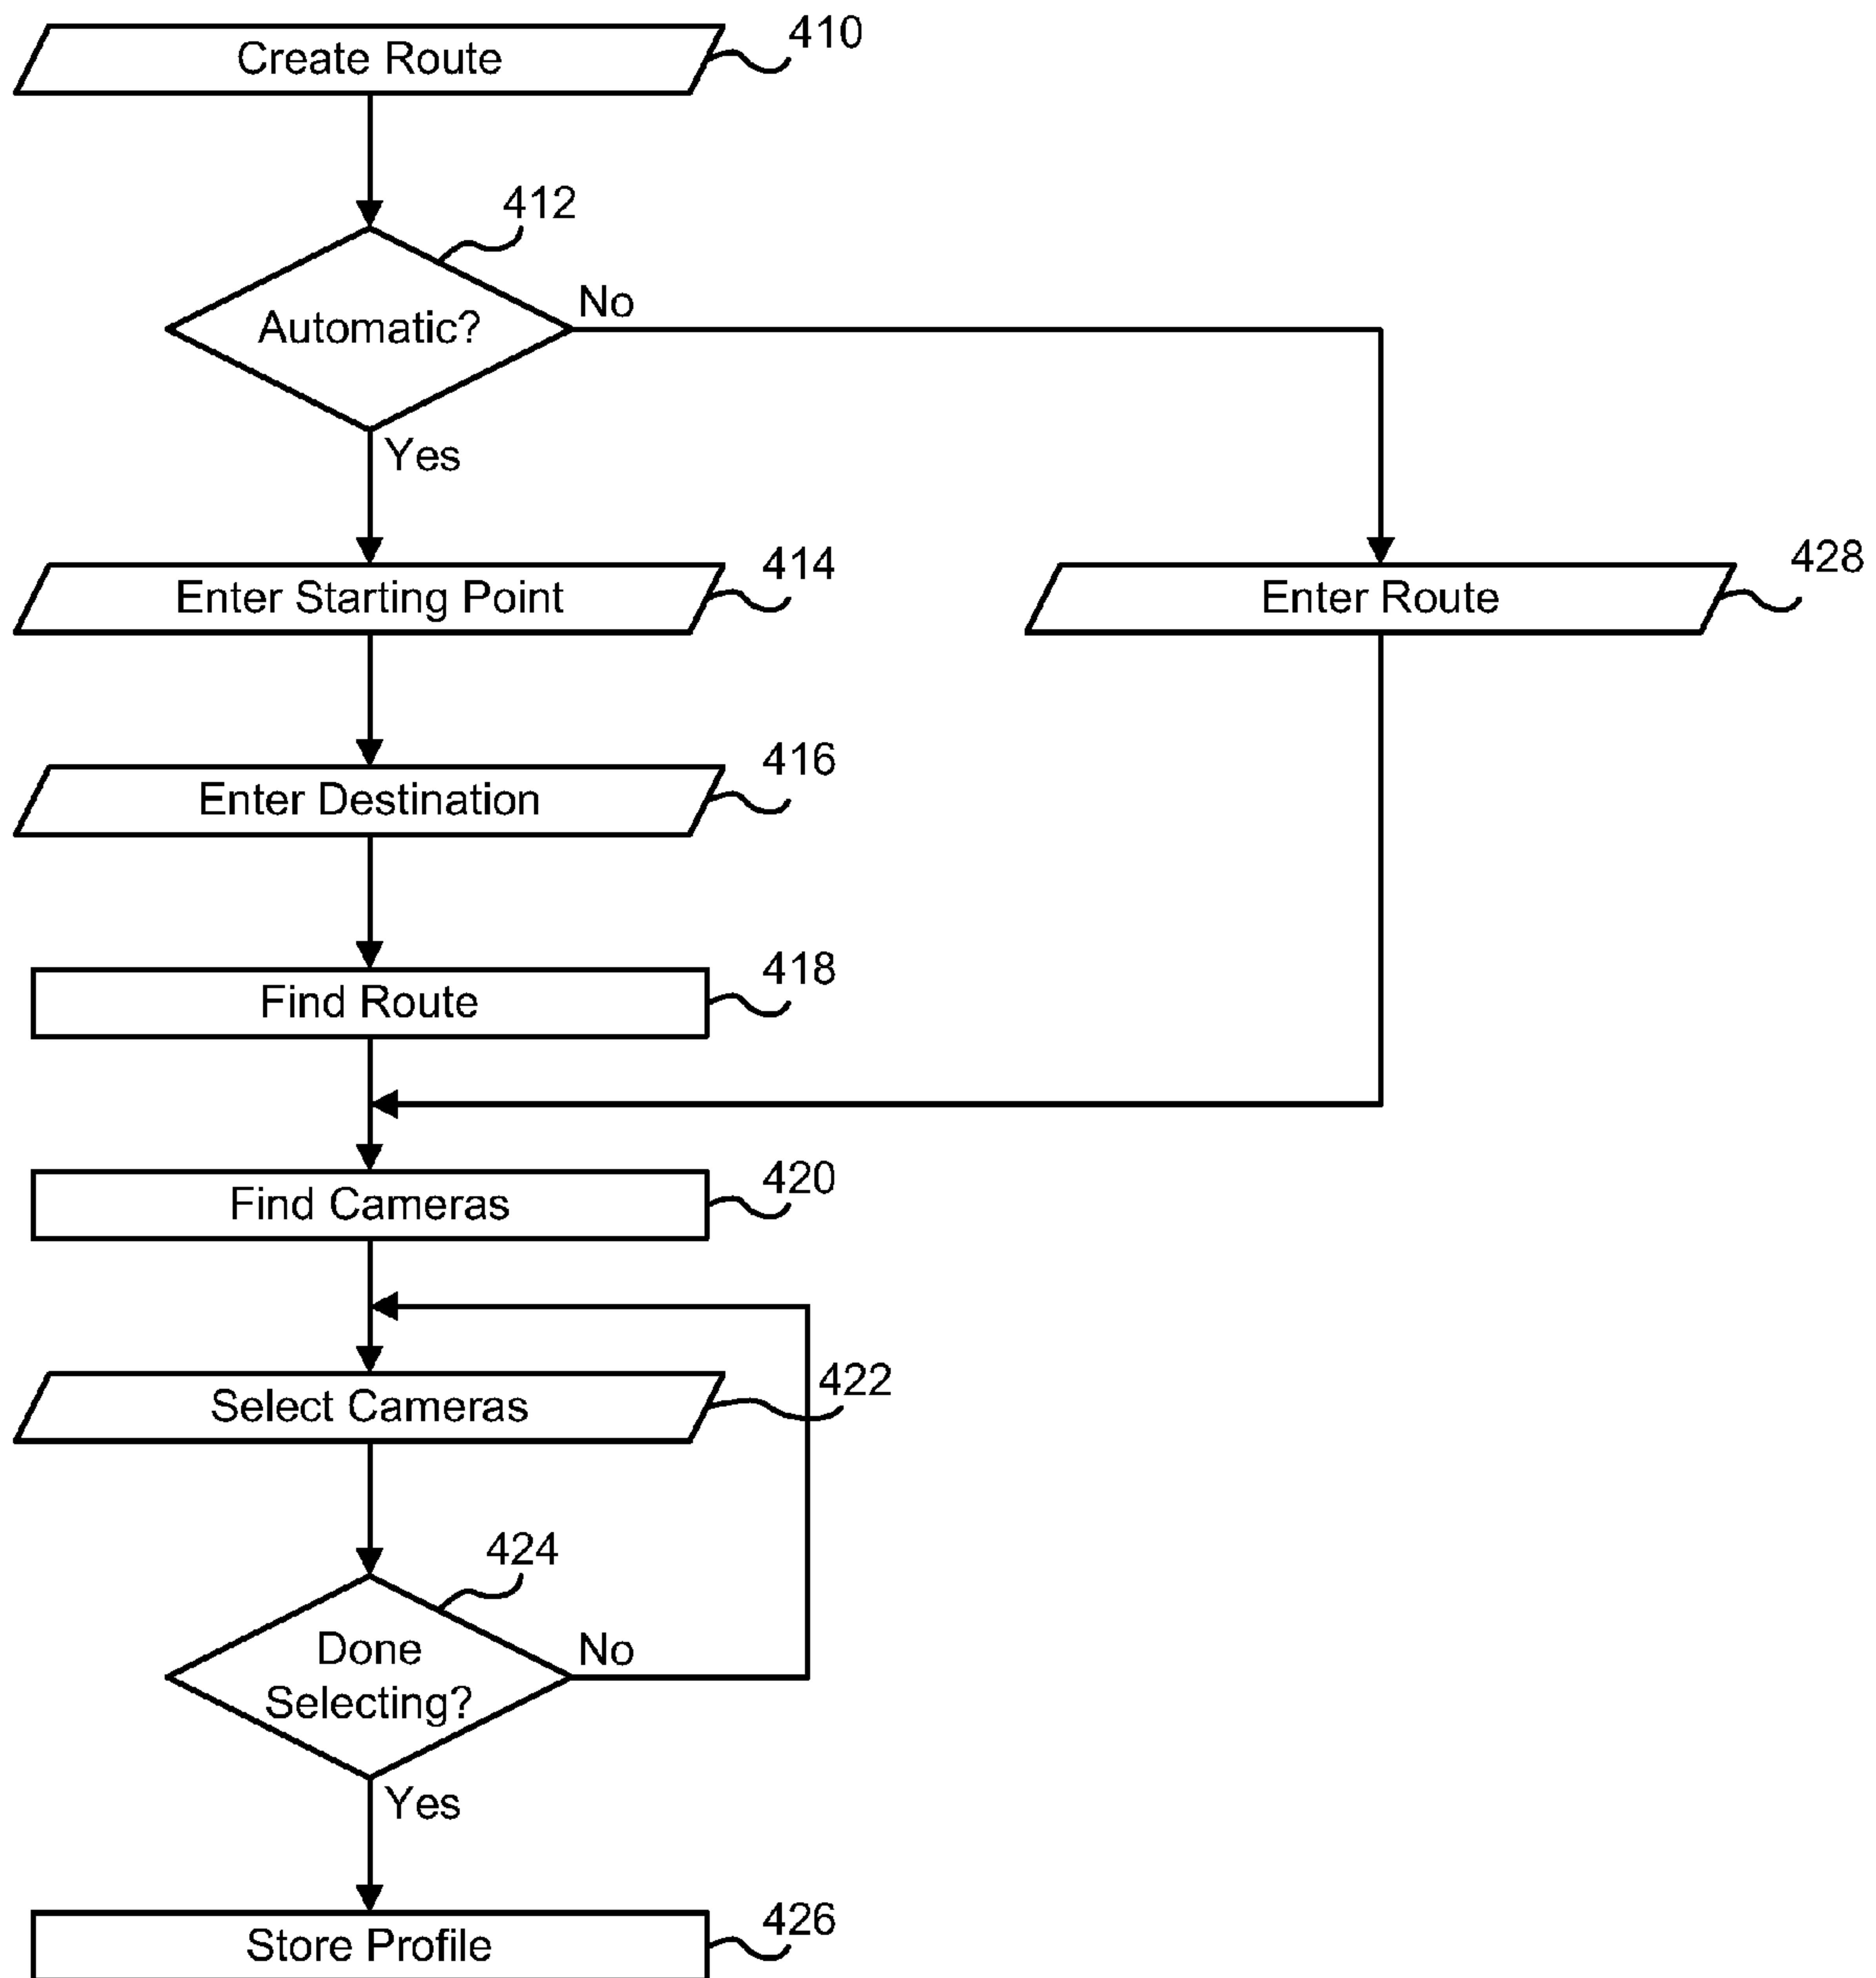 Create Route
410
412
Automatic?
No
Yes
Enter Starting Point
414
Enter Route
428
Enter Destination
416
Find Route
418
Find Cameras
420
Select Cameras
422
424
Done
Selecting?
No
Yes
Store Profile
426